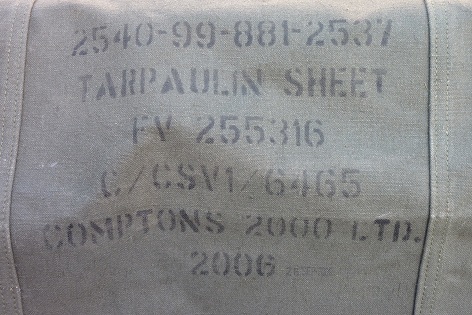 2540-99-881-2537
TARPAULIN SHEET
FV 255316
C/CSV1/6465
COMPTONS 2000 LTD.
2006